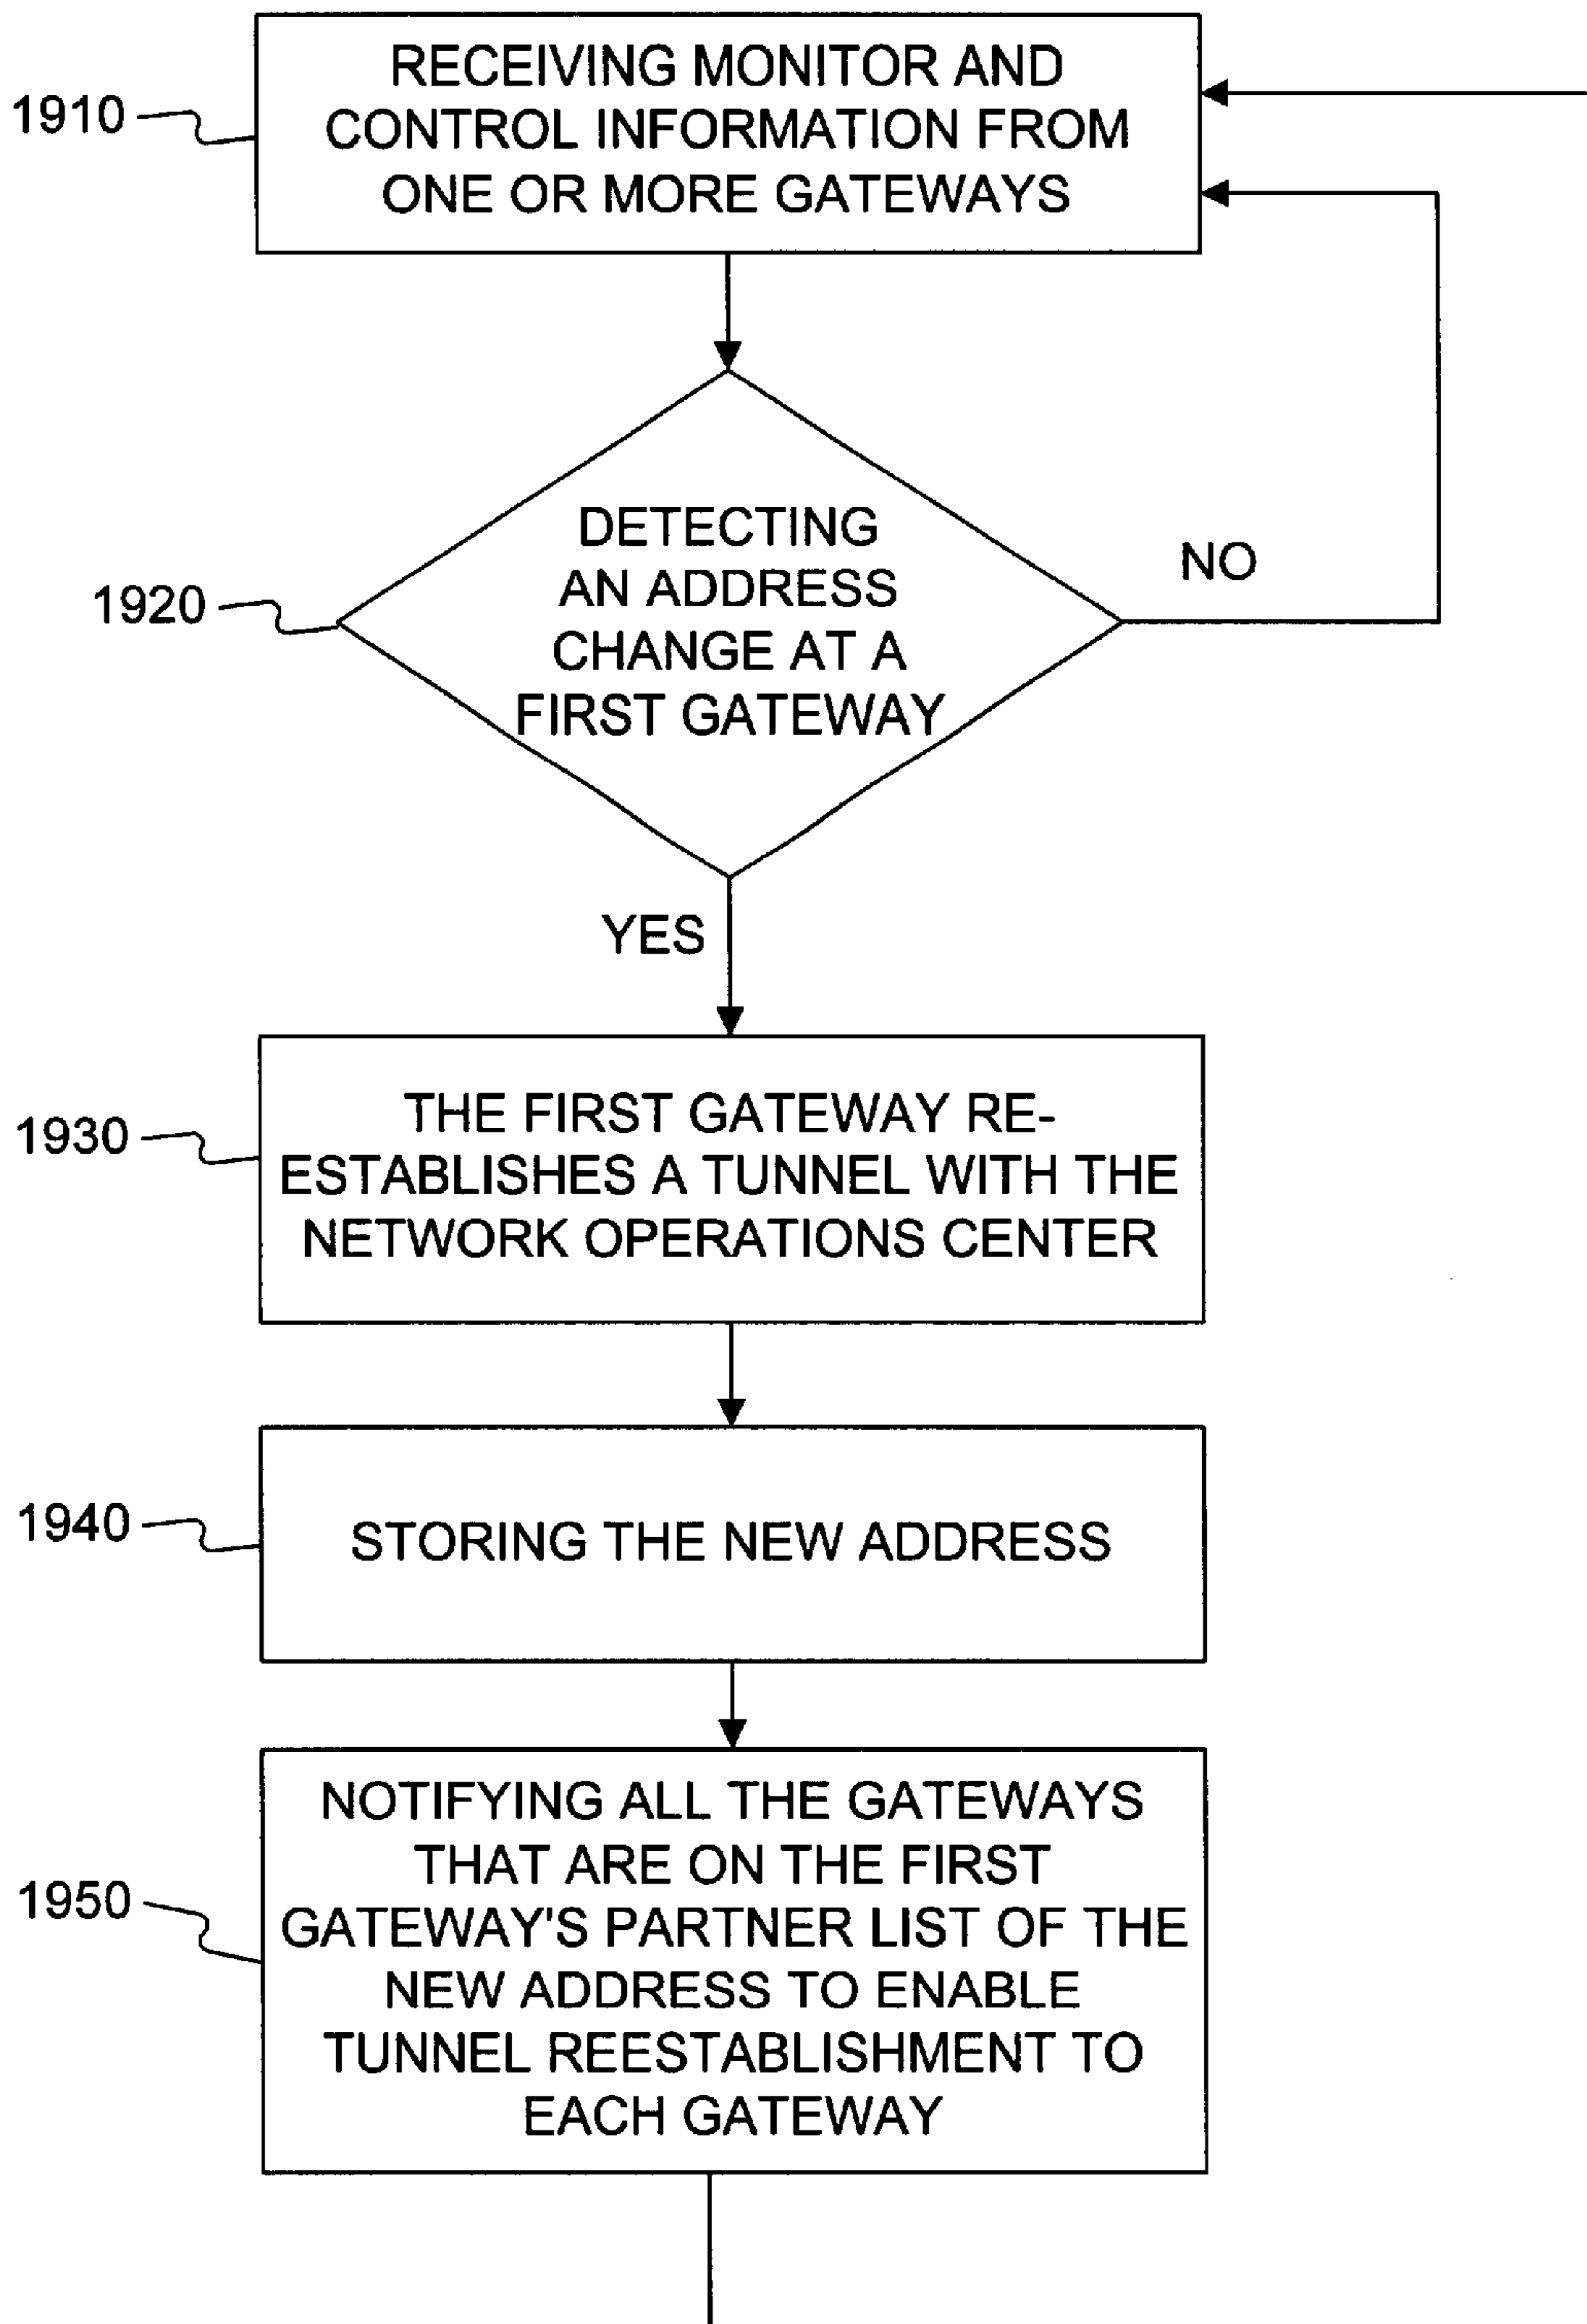 RECEIVING MONITOR AND
CONTROL INFORMATION FROM
ONE OR MORE GATEWAYS
1910
DETECTING
AN ADDRESS
CHANGE AT A
FIRST GATEWAY
1920
NO
YES
THE FIRST GATEWAY RE-
ESTABLISHES A TUNNEL WITH THE
NETWORK OPERATIONS CENTER
1930
STORING THE NEW ADDRESS
1940
NOTIFYING ALL THE GATEWAYS
THAT ARE ON THE FIRST
GATEWAY'S PARTNER LIST OF THE
NEW ADDRESS TO ENABLE
TUNNEL REESTABLISHMENT TO
EACH GATEWAY
1950